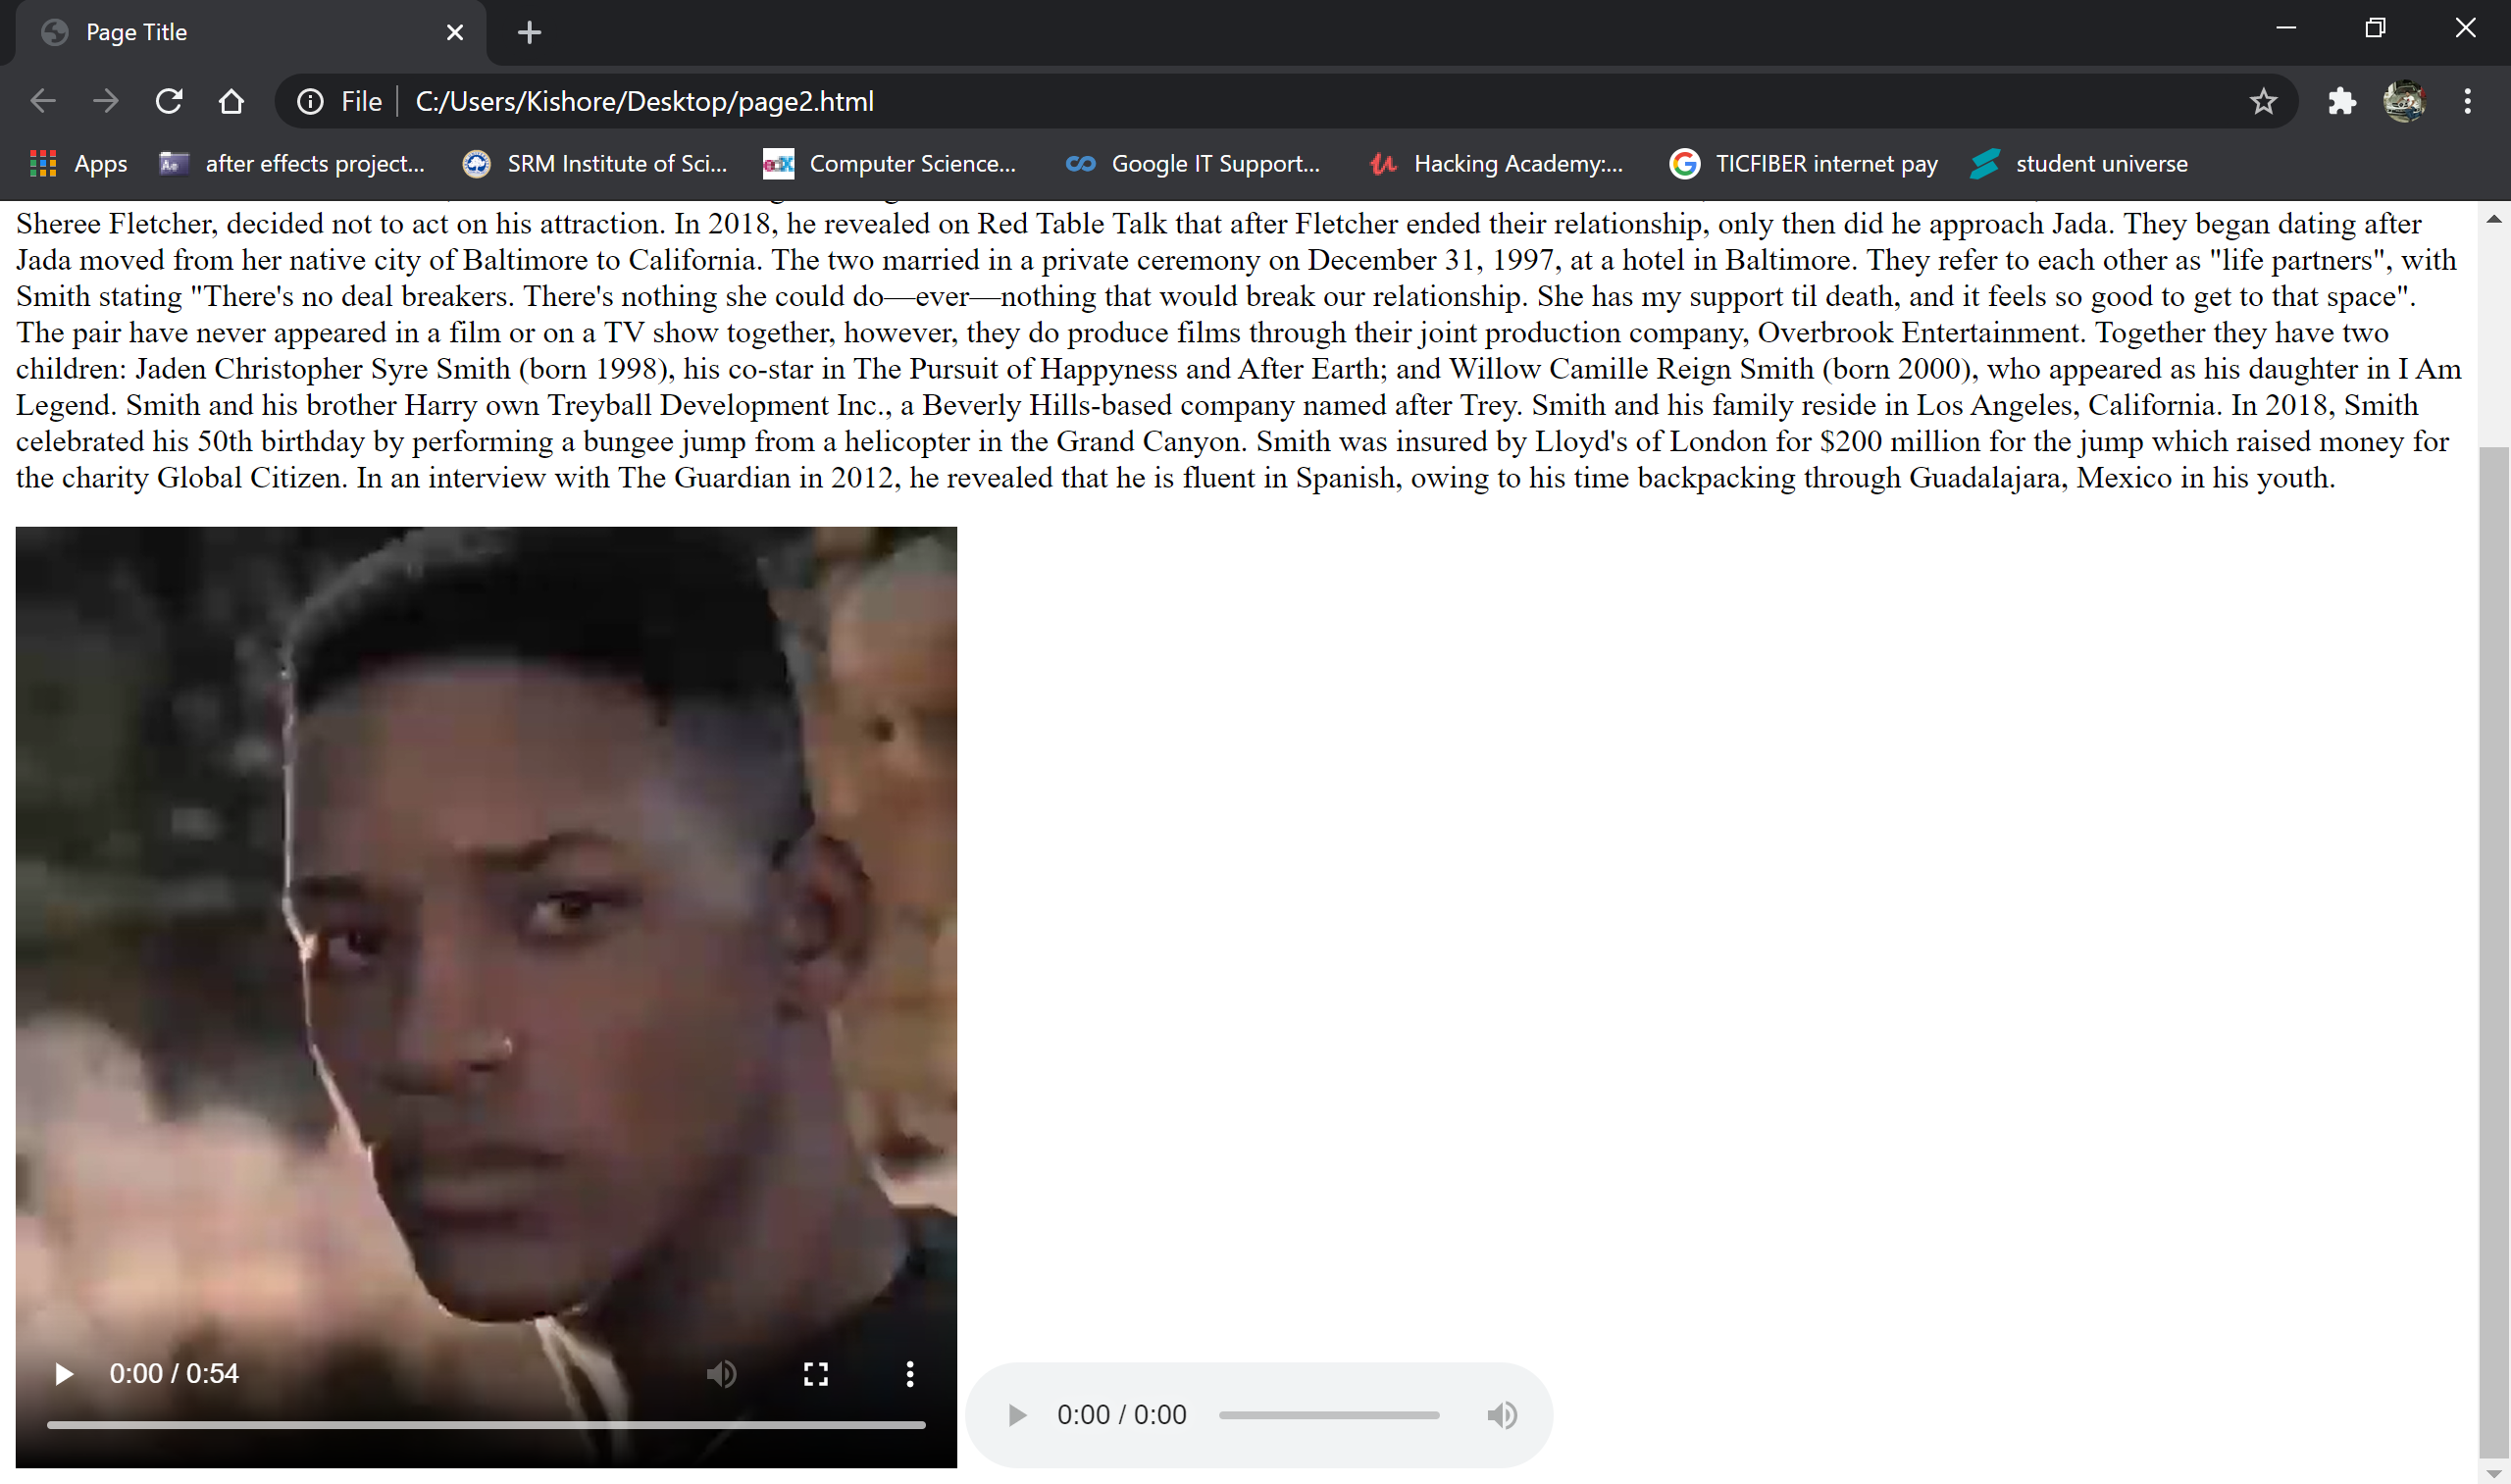 Page Title
File
C:/Users/Kishore/Desktop/page2.html
Apps
after effects project...
SRM Institute of Sci...
edX
Computer Science...
Google IT Support...
Hacking Academy:...
TICFIBER internet pay
student universe
Sheree Fletcher, decided not to act on his attraction. In 2018, he revealed on Red Table Talk that after Fletcher ended their relationship, only then did he approach Jada. They began dating after
Jada moved from her native city of Baltimore to California. The two married in a private ceremony on December 31, 1997, at a hotel in Baltimore. They refer to each other as "life partners", with
Smith stating "There's no deal breakers. There's nothing she could do—ever—nothing that would break our relationship. She has my support til death, and it feels so good to get to that space".
The pair have never appeared in a film or on a TV show together, however, they do produce films through their joint production company, Overbrook Entertainment. Together they have two
children: Jaden Christopher Syre Smith (born 1998), his co-star in The Pursuit of Happyness and After Earth; and Willow Camille Reign Smith (born 2000), who appeared as his daughter in I Am
Legend. Smith and his brother Harry own Treyball Development Inc., a Beverly Hills-based company named after Trey. Smith and his family reside in Los Angeles, California. In 2018, Smith
celebrated his 50th birthday by performing a bungee jump from a helicopter in the Grand Canyon. Smith was insured by Lloyd's of London for $200 million for the jump which raised money for
the charity Global Citizen. In an interview with The Guardian in 2012, he revealed that he is fluent in Spanish, owing to his time backpacking through Guadalajara, Mexico in his youth.
0:00 / 0:54
0:00 / 0:00